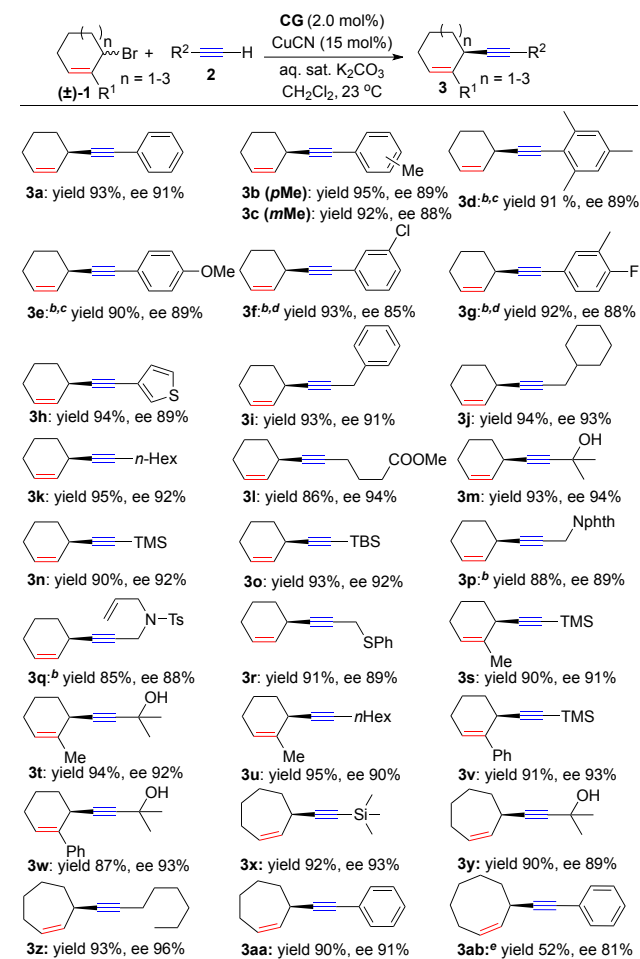 CG (2.0 mol%)
CuCN (15 mol%)
aq. sat. K2CO3
CH2Cl2, 23 oC
( )n
Br + R2 H
2
(±)-1 R1 n = 1-3
( )n
R2
3 R1 n = 1-3
3a: yield 93%, ee 91%
Me
3b (pMe): yield 95%, ee 89%
3c (mMe): yield 92%, ee 88%
3d:b,c yield 91 %, ee 89%
OMe
3e:b,c yield 90%, ee 89%
Cl
3f:b,d yield 93%, ee 85%
F
3g:b,d yield 92%, ee 88%
S
3h: yield 94%, ee 89%
3i: yield 93%, ee 91%
3j: yield 94%, ee 93%
n-Hex
3k: yield 95%, ee 92%
COOMe
3l: yield 86%, ee 94%
OH
3m: yield 93%, ee 94%
TMS
3n: yield 90%, ee 92%
TBS
3o: yield 93%, ee 92%
Nphth
3p:b yield 88%, ee 89%
N Ts
3q:b yield 85%, ee 88%
SPh
3r: yield 91%, ee 89%
TMS
Me
3s: yield 90%, ee 91%
OH
Me
3t: yield 94%, ee 92%
nHex
Me
3u: yield 95%, ee 90%
TMS
Ph
3v: yield 91%, ee 93%
OH
Ph
3w: yield 87%, ee 93%
Si
3x: yield 92%, ee 93%
OH
3y: yield 90%, ee 89%
3z: yield 93%, ee 96%
3aa: yield 90%, ee 91%
3ab:e yield 52%, ee 81%